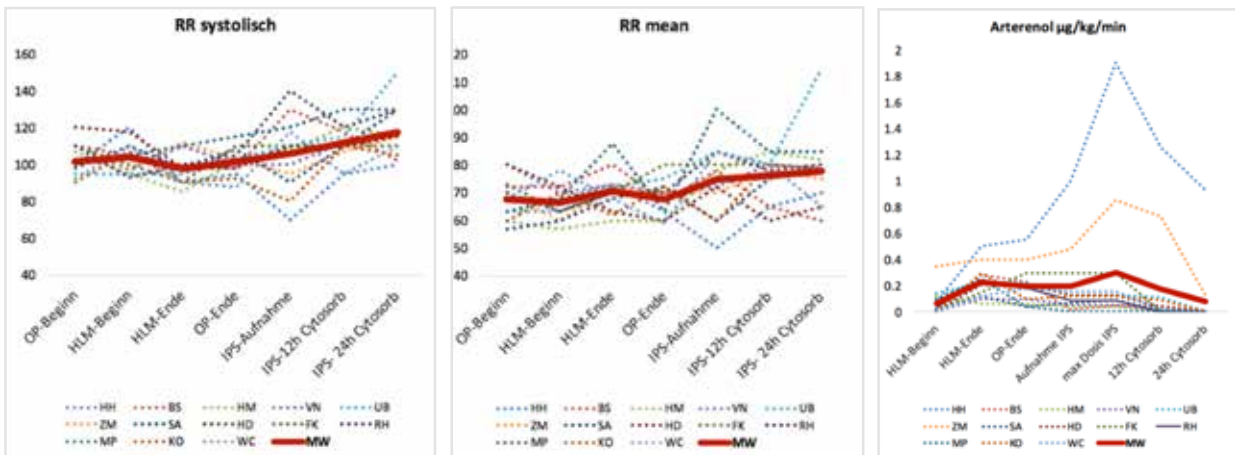 RR systolisch
160
140
120
100
80
60
40
OP-Beginn
HLM-Beginn
HLM-Ende
OP-Ende
IPS-Aufnahme
IPS-12h Cytosorb
IPS- 24h Cytosorb
HH BS HM VN UB
ZM SA HD FK RH
MP KO WC MW
RR mean
20
10
00
90
80
70
60
50
40
OP-Beginn
HLM-Beginn
HLM-Ende
OP-Ende
IPS-Aufnahme
IPS-12h Cytosorb
IPS- 24h Cytosorb
HH BS HM VN UB
ZM SA HD FK RH
MP KO WC MW
Arterenol µg/kg/min
2
1.8
1.6
1.4
1.2
1
0.8
0.6
0.4
0.2
0
HLM-Beginn
HLM-Ende
OP-Ende
Aufnahme IPS
max Dosis IPS
12h Cytosorb
24h Cytosorb
HH BS HM VN UB
ZM SA HD FK RH
MP KO WC MW